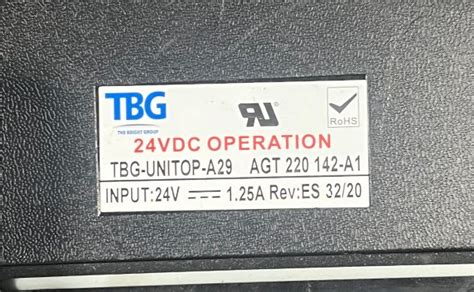 TBG
THE BRIGHT GROUP
RU
RoHS
24VDC OPERATION
TBG-UNITOP-A29 AGT 220 142-A1
INPUT:24V 1.25A Rev:ES 32/20